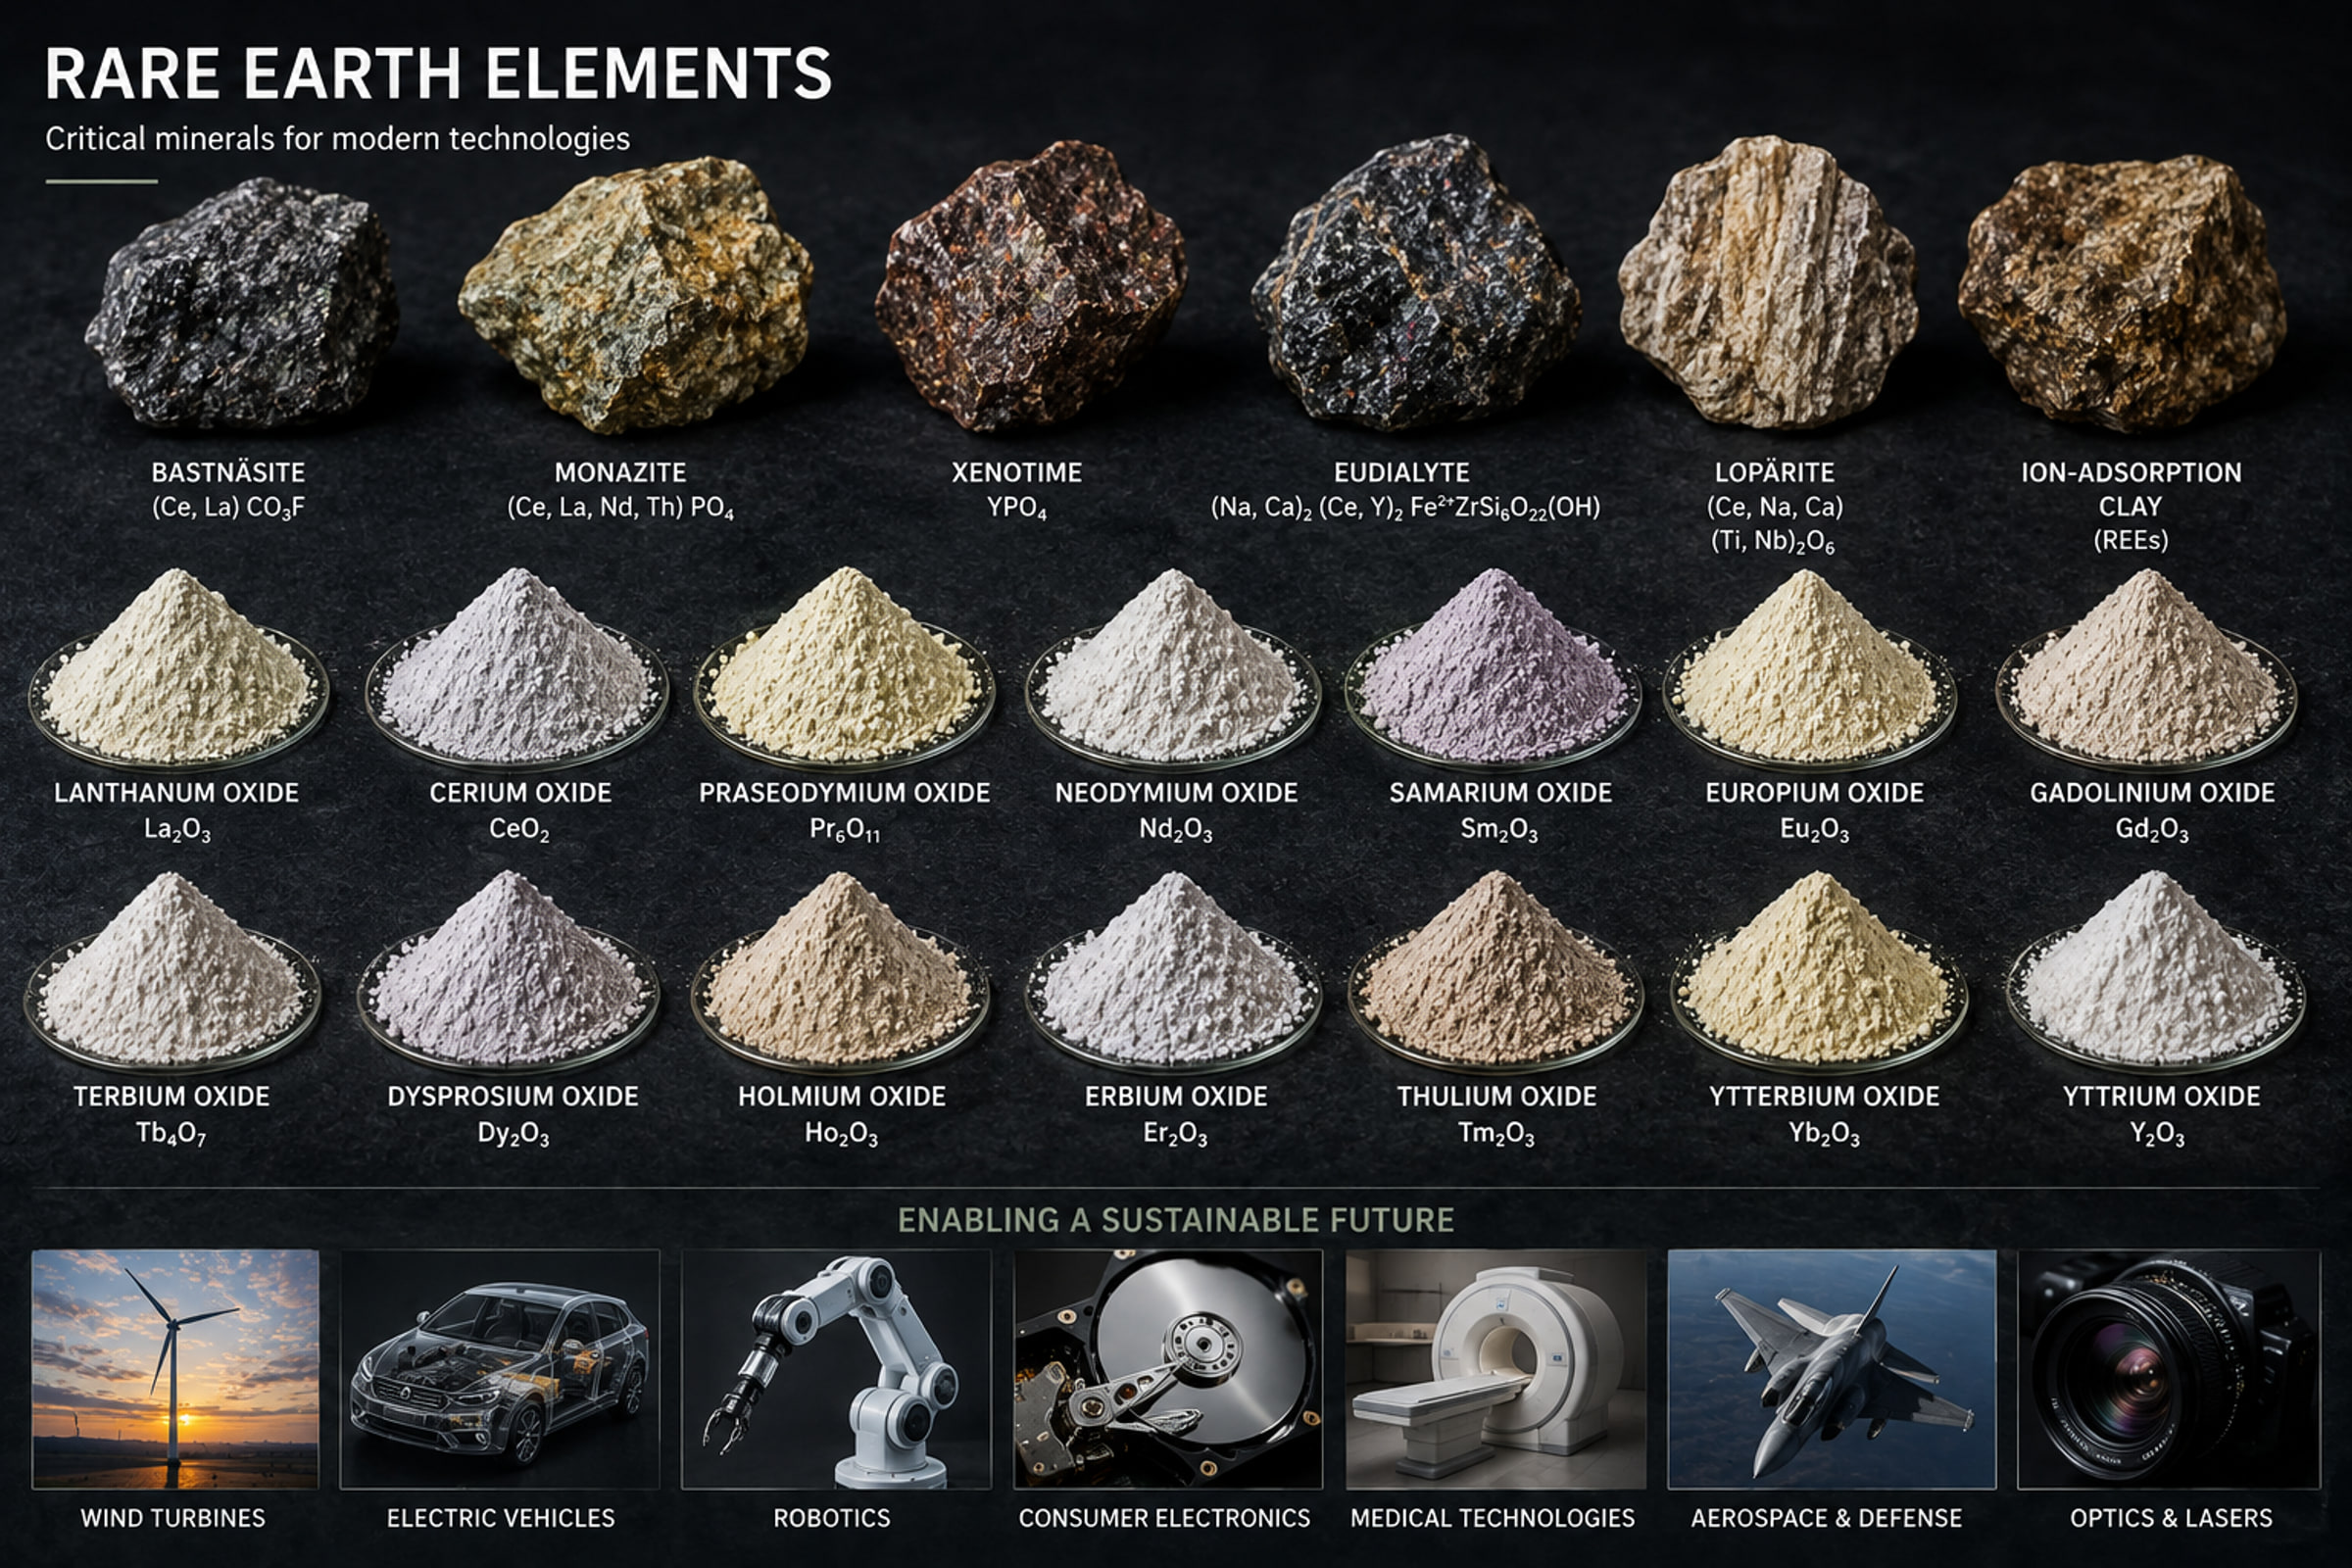 RARE EARTH ELEMENTS
Critical minerals for modern technologies
BASTNÄSITE
(Ce, La) CO₃F
MONAZITE
(Ce, La, Nd, Th) PO₄
XENOTIME
YPO₄
EUDIALYTE
(Na, Ca)₂ (Ce, Y)₂ Fe²⁺ZrSi₆O₂₂(OH)
LOPÄRITE
(Ce, Na, Ca)
(Ti, Nb)₂O₆
ION-ADSORPTION
CLAY
(REEs)
LANTHANUM OXIDE
La₂O₃
CERIUM OXIDE
CeO₂
PRASEODYMIUM OXIDE
Pr₆O₁₁
NEODYMIUM OXIDE
Nd₂O₃
SAMARIUM OXIDE
Sm₂O₃
EUROPIUM OXIDE
Eu₂O₃
GADOLINIUM OXIDE
Gd₂O₃
TERBIUM OXIDE
Tb₄O₇
DYSPROSIUM OXIDE
Dy₂O₃
HOLMIUM OXIDE
Ho₂O₃
ERBIUM OXIDE
Er₂O₃
THULIUM OXIDE
Tm₂O₃
YTTERBIUM OXIDE
Yb₂O₃
YTTRIUM OXIDE
Y₂O₃
ENABLING A SUSTAINABLE FUTURE
WIND TURBINES
ELECTRIC VEHICLES
ROBOTICS
CONSUMER ELECTRONICS
MEDICAL TECHNOLOGIES
AEROSPACE & DEFENSE
OPTICS & LASERS